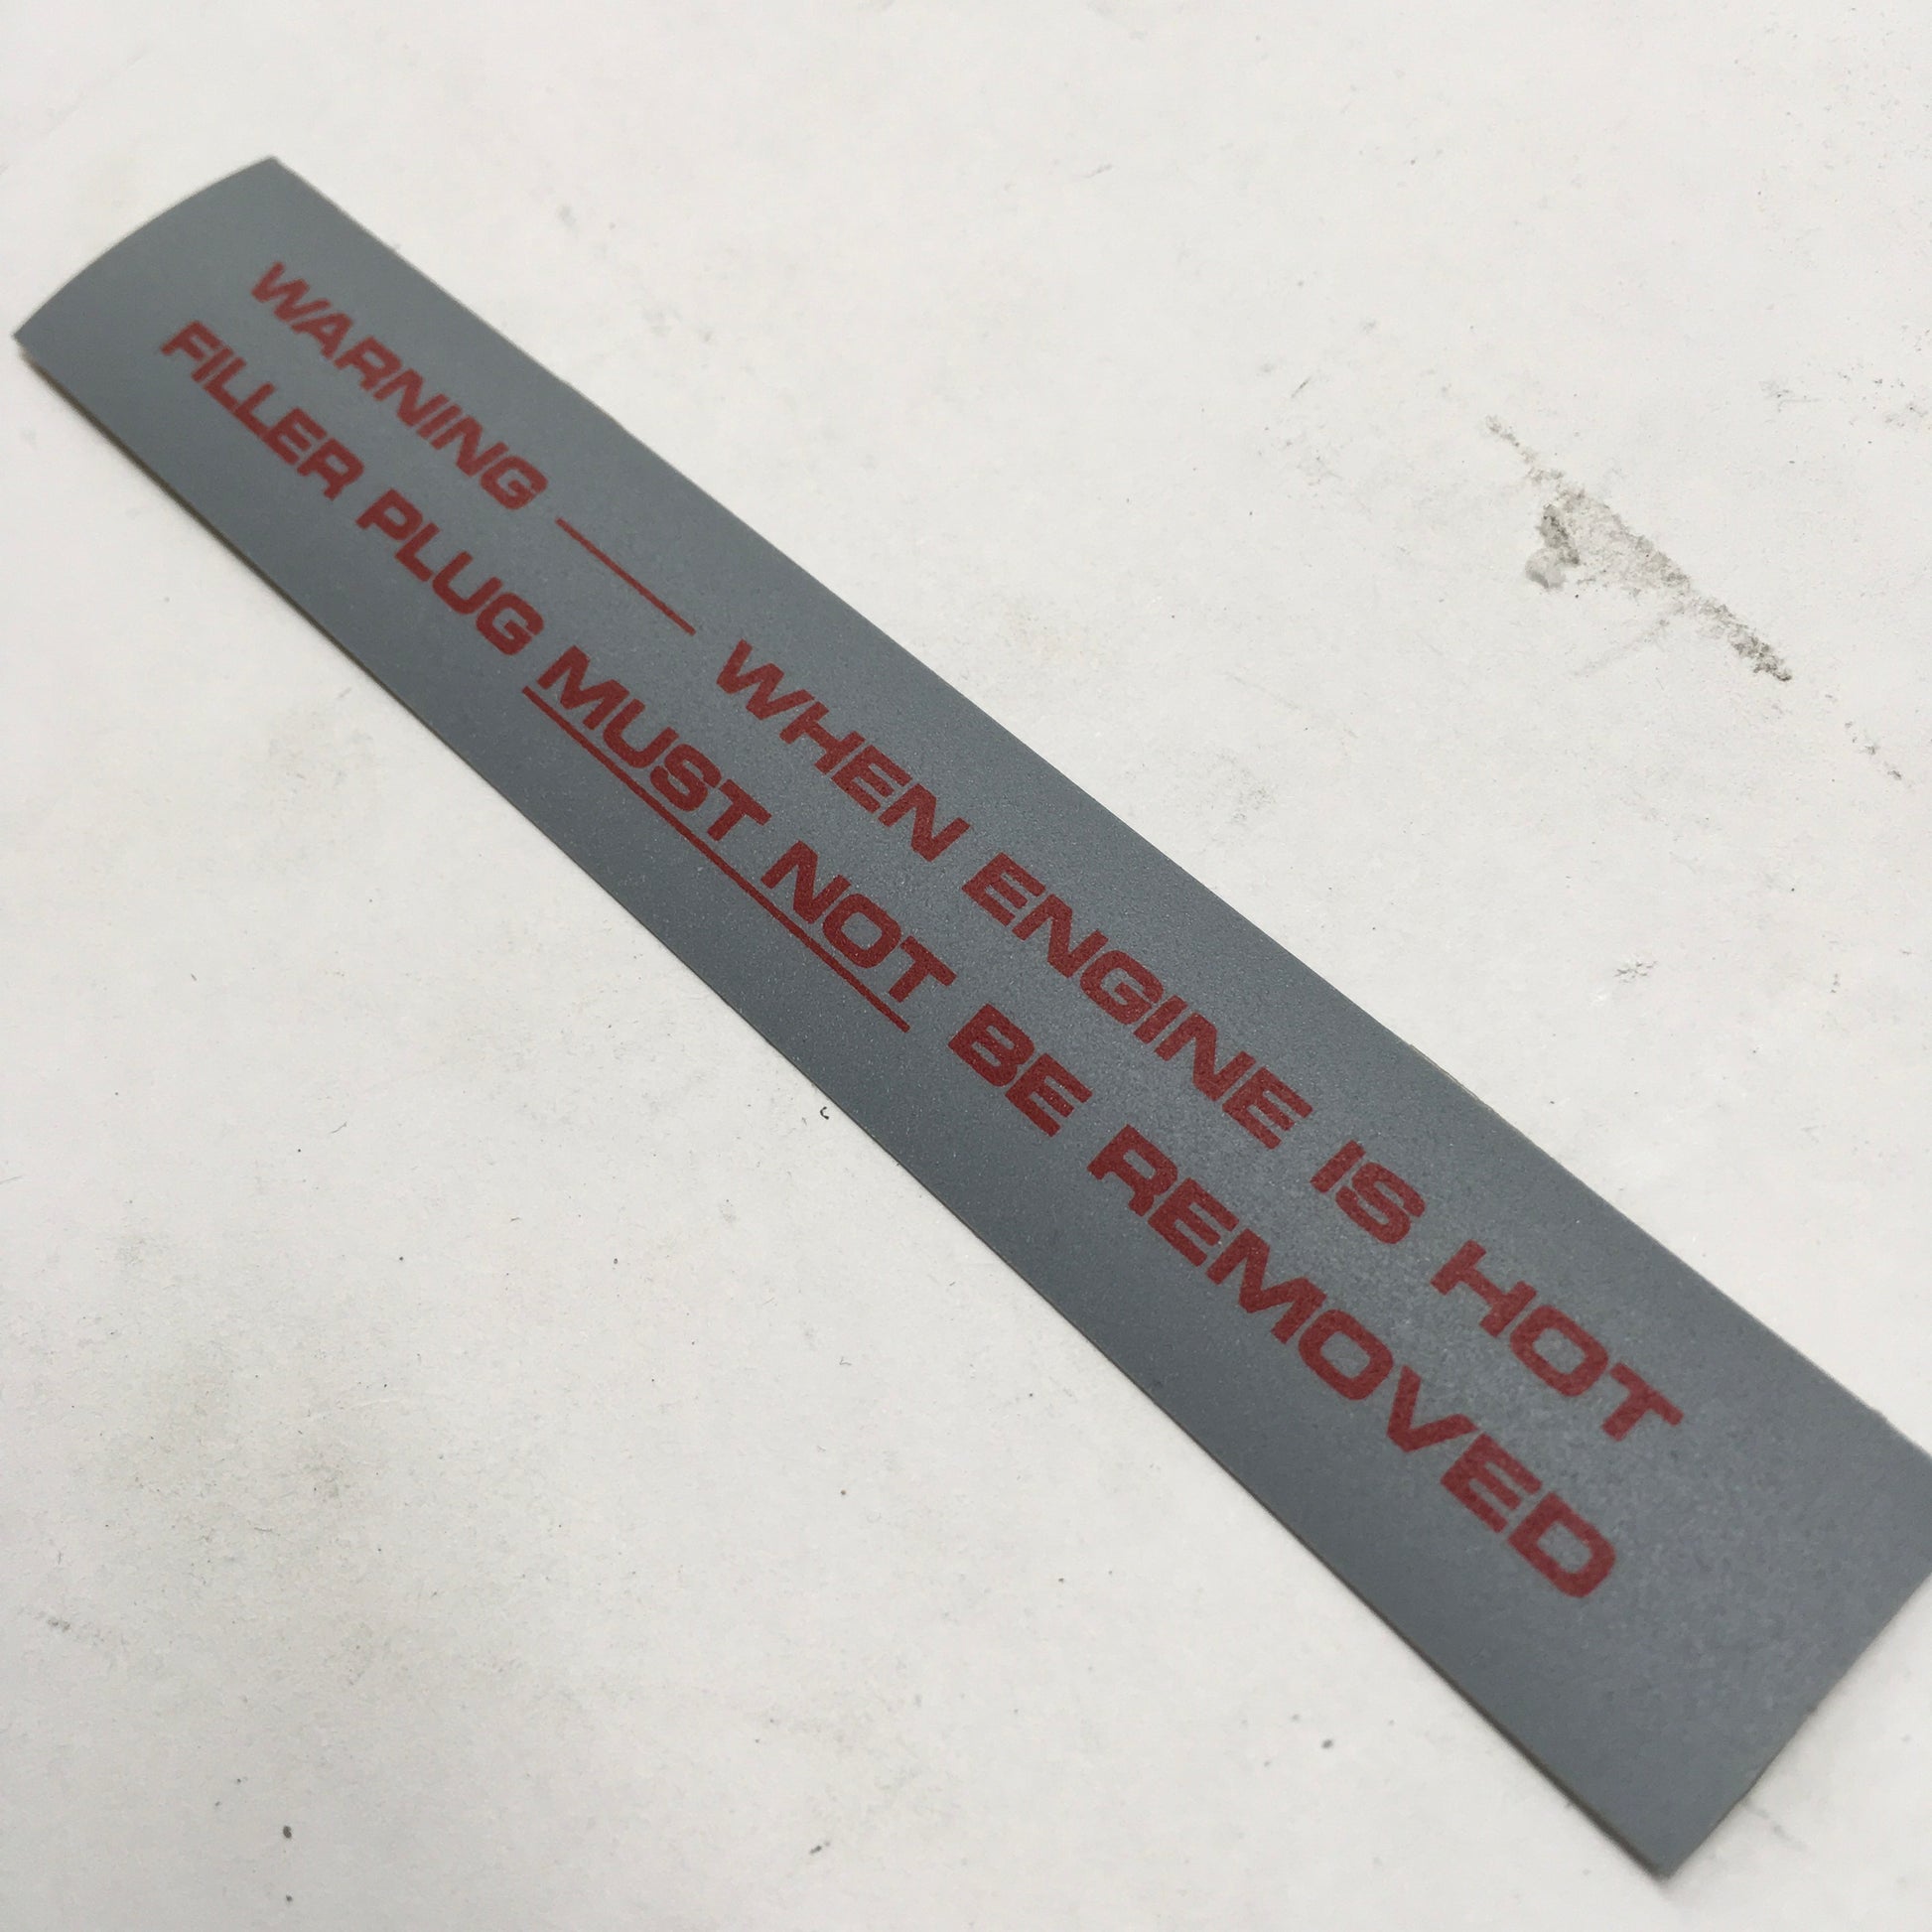 WARNING — WHEN ENGINE IS HOT
FILLER PLUG MUST NOT BE REMOVED